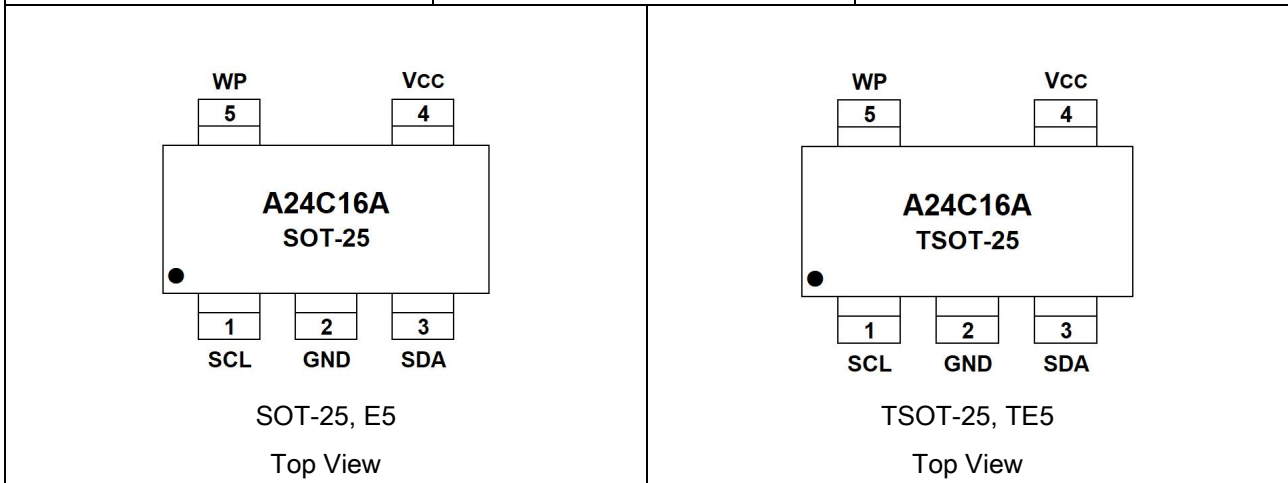 WP Vcc
5 4
A24C16A
SOT-25
1 2 3
SCL GND SDA
SOT-25, E5
Top View
WP Vcc
5 4
A24C16A
TSOT-25
1 2 3
SCL GND SDA
TSOT-25, TE5
Top View